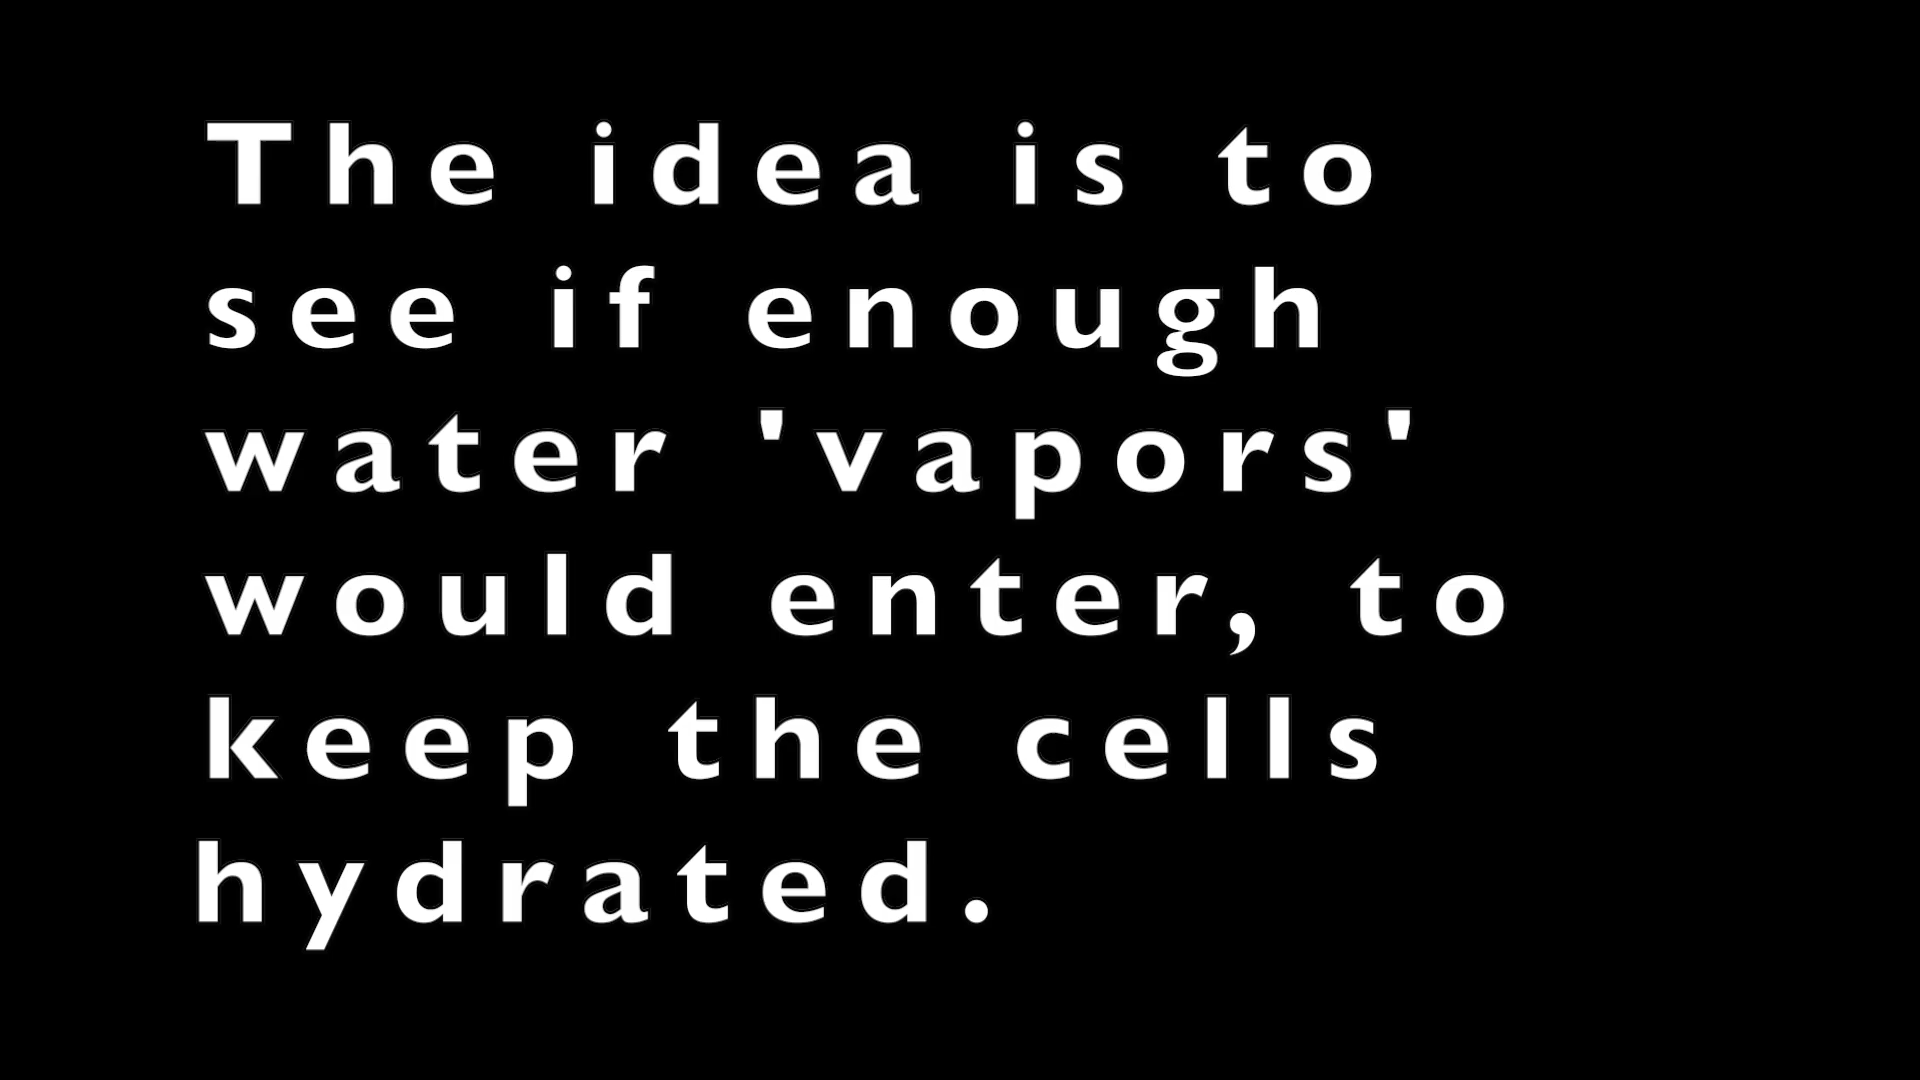 The idea is to
see if enough
water 'vapors'
would enter, to
keep the cells
hydrated.